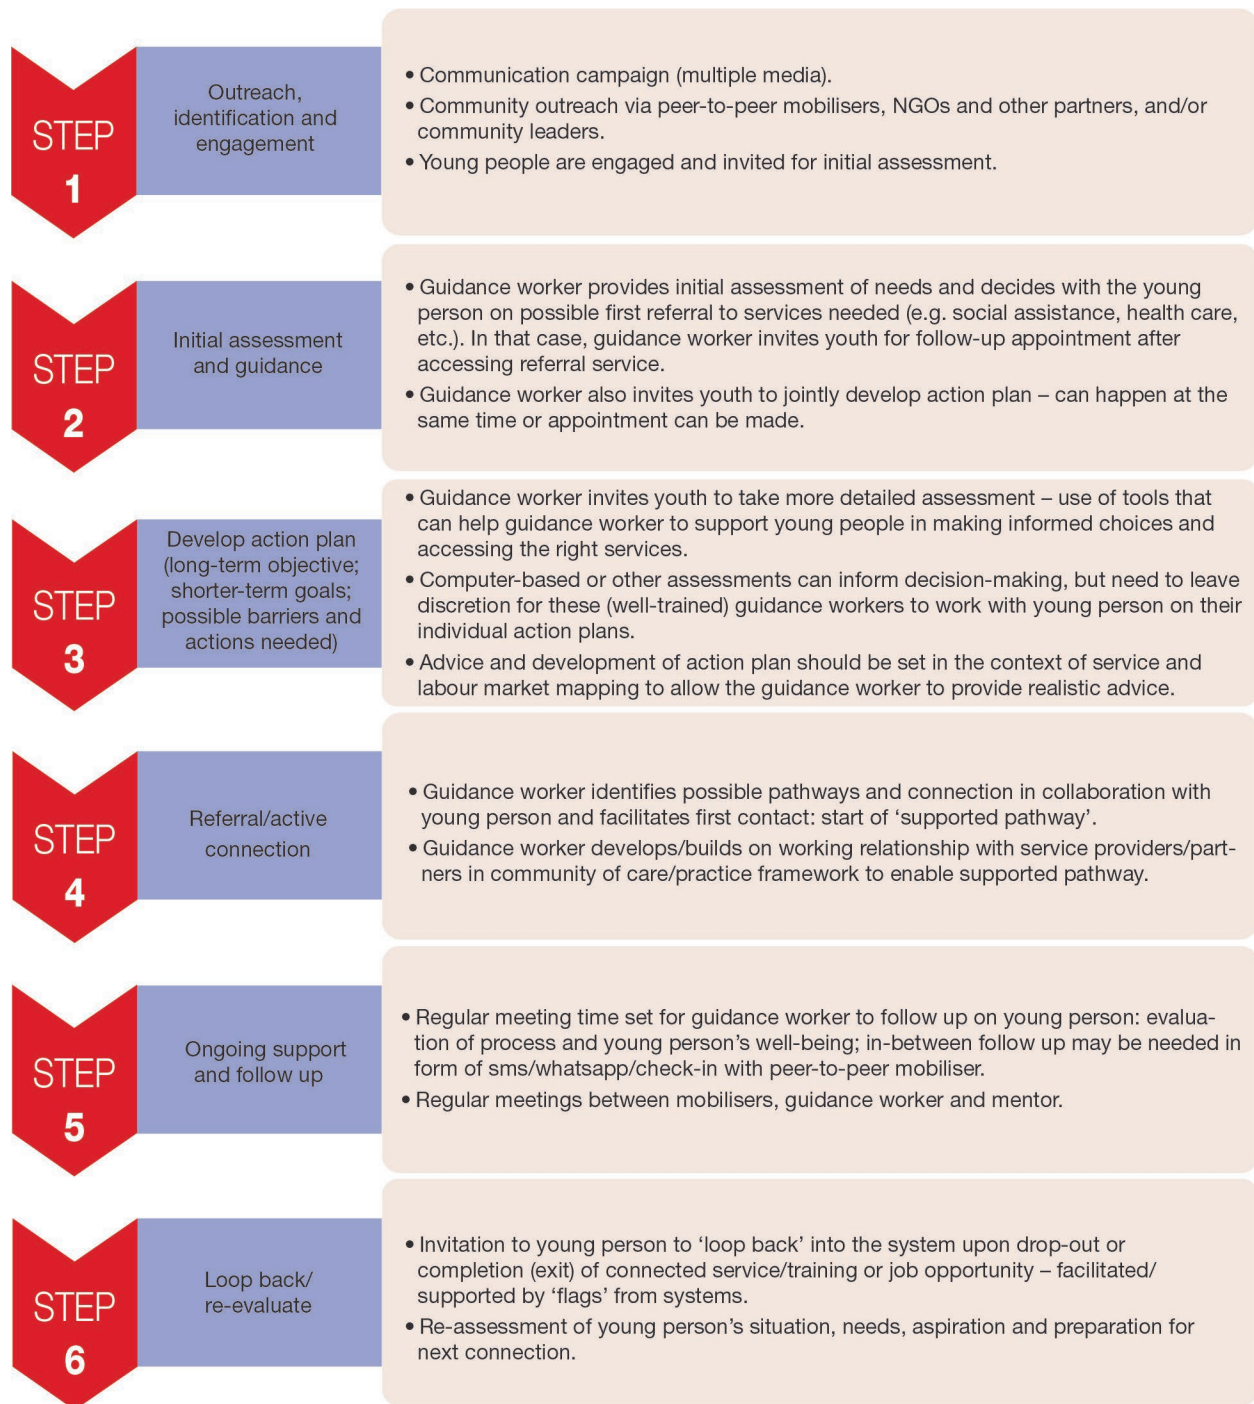 STEP
1
Outreach,
identification and
engagement
• Communication campaign (multiple media).
• Community outreach via peer-to-peer mobilisers, NGOs and other partners, and/or
community leaders.
• Young people are engaged and invited for initial assessment.
STEP
2
Initial assessment
and guidance
• Guidance worker provides initial assessment of needs and decides with the young
person on possible first referral to services needed (e.g. social assistance, health care,
etc.). In that case, guidance worker invites youth for follow-up appointment after
accessing referral service.
• Guidance worker also invites youth to jointly develop action plan – can happen at the
same time or appointment can be made.
STEP
3
Develop action plan
(long-term objective;
shorter-term goals;
possible barriers and
actions needed)
• Guidance worker invites youth to take more detailed assessment – use of tools that
can help guidance worker to support young people in making informed choices and
accessing the right services.
• Computer-based or other assessments can inform decision-making, but need to leave
discretion for these (well-trained) guidance workers to work with young person on their
individual action plans.
• Advice and development of action plan should be set in the context of service and
labour market mapping to allow the guidance worker to provide realistic advice.
STEP
4
Referral/active
connection
• Guidance worker identifies possible pathways and connection in collaboration with
young person and facilitates first contact: start of ‘supported pathway’.
• Guidance worker develops/builds on working relationship with service providers/part-
ners in community of care/practice framework to enable supported pathway.
STEP
5
Ongoing support
and follow up
• Regular meeting time set for guidance worker to follow up on young person: evalua-
tion of process and young person’s well-being; in-between follow up may be needed in
form of sms/whatsapp/check-in with peer-to-peer mobiliser.
• Regular meetings between mobilisers, guidance worker and mentor.
STEP
6
Loop back/
re-evaluate
• Invitation to young person to ‘loop back’ into the system upon drop-out or
completion (exit) of connected service/training or job opportunity – facilitated/
supported by ‘flags’ from systems.
• Re-assessment of young person’s situation, needs, aspiration and preparation for
next connection.